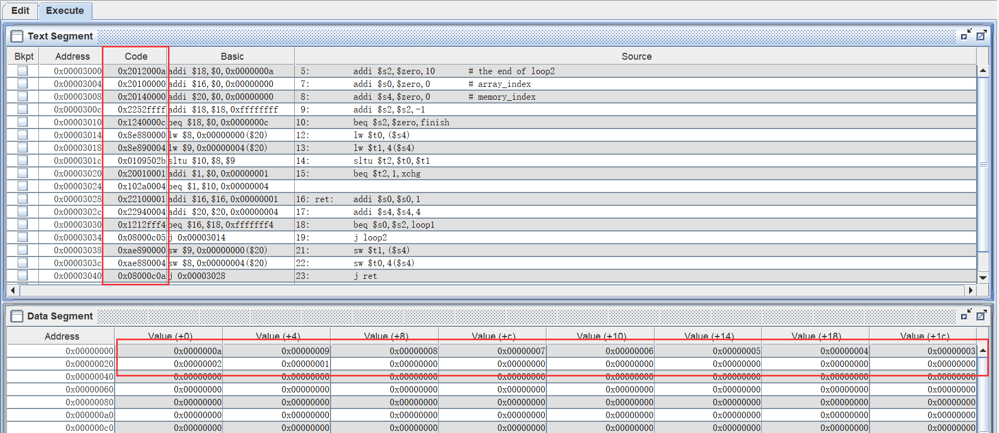 Edit Execute
Text Segment
Bkpt Address Code Basic Source
0x00003000 0x2012000a addi $18,$0,0x0000000a 5: addi $s2,$zero,10 # the end of loop2
0x00003004 0x20100000 addi $16,$0,0x00000000 7: addi $s0,$zero,0 # array_index
0x00003008 0x20140000 addi $20,$0,0x00000000 8: addi $s4,$zero,0 # memory_index
0x0000300c 0x2252ffff addi $18,$18,0xffffffff 9: addi $s2,$s2,-1
0x00003010 0x1240000c beq $18,$0,0x0000000c 10: beq $s2,$zero,finish
0x00003014 0x8e880000 lw $8,0x00000000($20) 12: lw $t0,($s4)
0x00003018 0x8e890004 lw $9,0x00000004($20) 13: lw $t1,4($s4)
0x0000301c 0x0109502b sltu $10,$8,$9 14: sltu $t2,$t0,$t1
0x00003020 0x20010001 addi $1,$0,0x00000001 15: beq $t2,1,xchg
0x00003024 0x102a0004 beq $1,$10,0x00000004
0x00003028 0x22100001 addi $16,$16,0x00000001 16: ret: addi $s0,$s0,1
0x0000302c 0x22940004 addi $20,$20,0x00000004 17: addi $s4,$s4,4
0x00003030 0x1212fff4 beq $16,$18,0xfffffff4 18: beq $s0,$s2,loop1
0x00003034 0x08000c05 j 0x00003014 19: j loop2
0x00003038 0xae890000 sw $9,0x00000000($20) 21: sw $t1,($s4)
0x0000303c 0xae880004 sw $8,0x00000004($20) 22: sw $t0,4($s4)
0x00003040 0x08000c0a j 0x00003028 23: j ret
Data Segment
Address Value (+0) Value (+4) Value (+8) Value (+c) Value (+10) Value (+14) Value (+18) Value (+1c)
0x00000000 0x0000000a 0x00000009 0x00000008 0x00000007 0x00000006 0x00000005 0x00000004 0x00000003
0x00000020 0x00000002 0x00000001 0x00000000 0x00000000 0x00000000 0x00000000 0x00000000 0x00000000
0x00000040 0x00000000 0x00000000 0x00000000 0x00000000 0x00000000 0x00000000 0x00000000 0x00000000
0x00000060 0x00000000 0x00000000 0x00000000 0x00000000 0x00000000 0x00000000 0x00000000 0x00000000
0x00000080 0x00000000 0x00000000 0x00000000 0x00000000 0x00000000 0x00000000 0x00000000 0x00000000
0x000000a0 0x00000000 0x00000000 0x00000000 0x00000000 0x00000000 0x00000000 0x00000000 0x00000000
0x000000c0 0x00000000 0x00000000 0x00000000 0x00000000 0x00000000 0x00000000 0x00000000 0x00000000